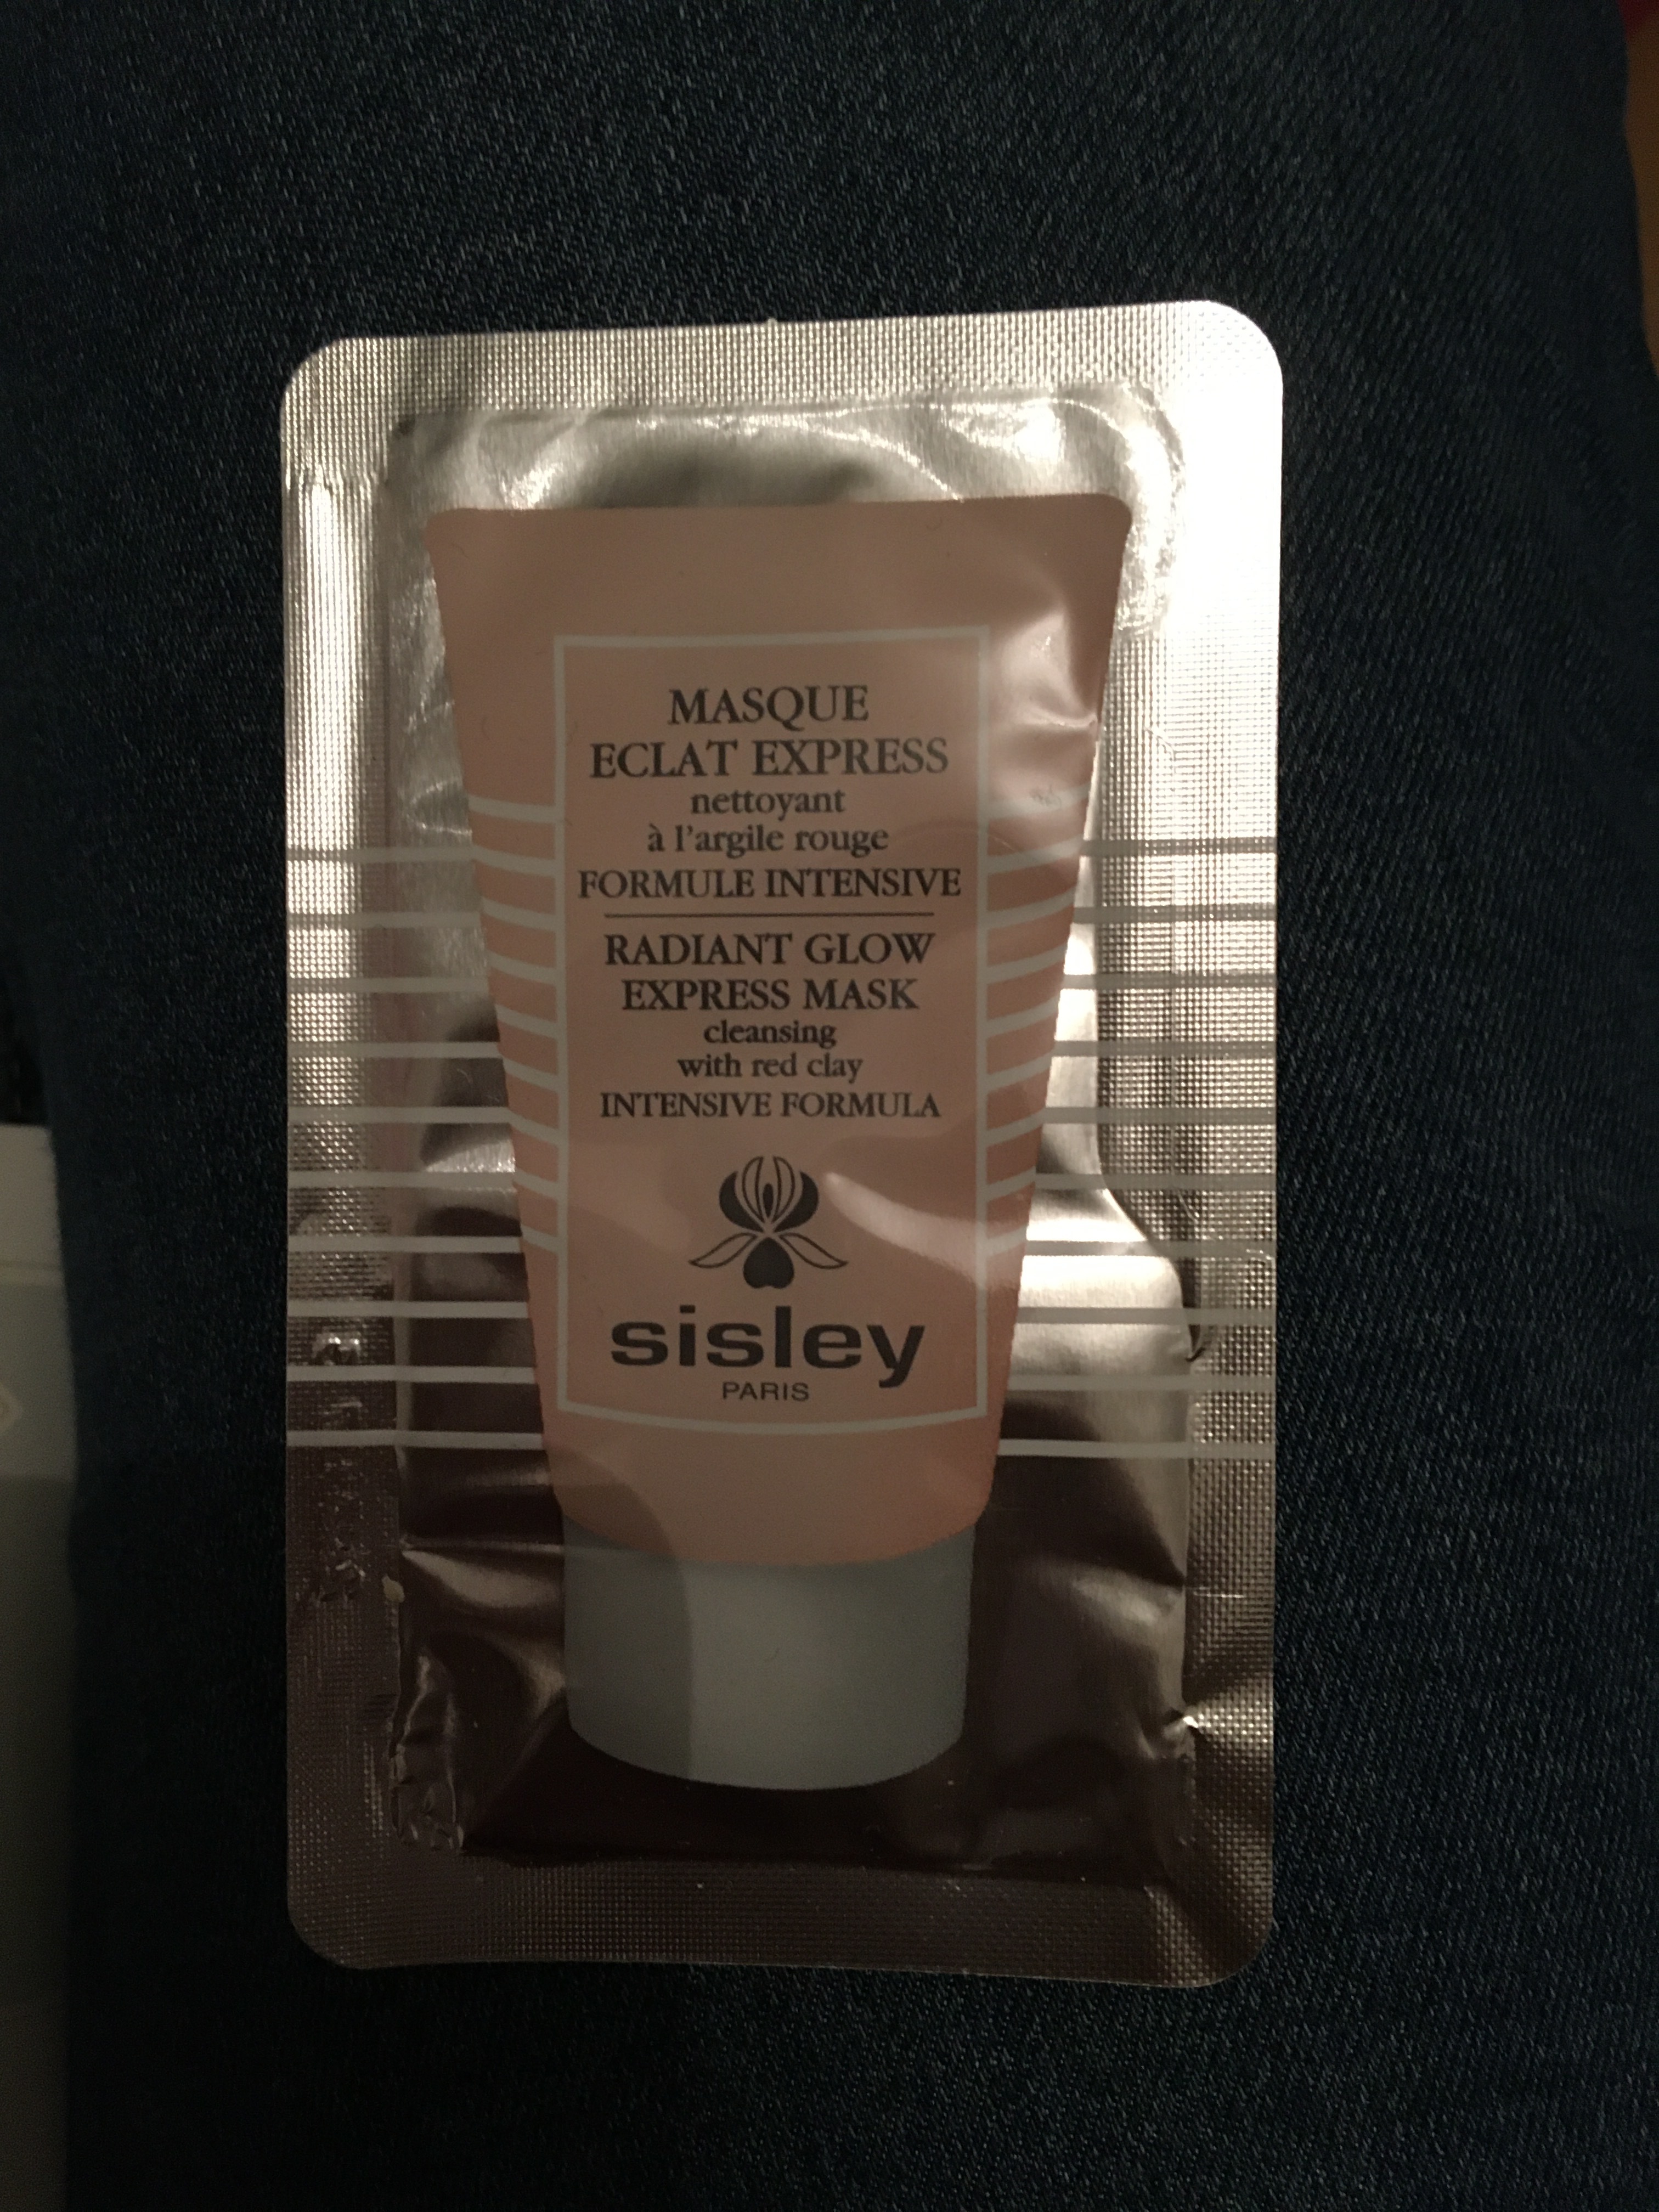 MASQUE
ECLAT EXPRESS
nettoyant
à l'argile rouge
FORMULE INTENSIVE
RADIANT GLOW
EXPRESS MASK
cleansing
with red clay
INTENSIVE FORMULA
sisley
PARIS